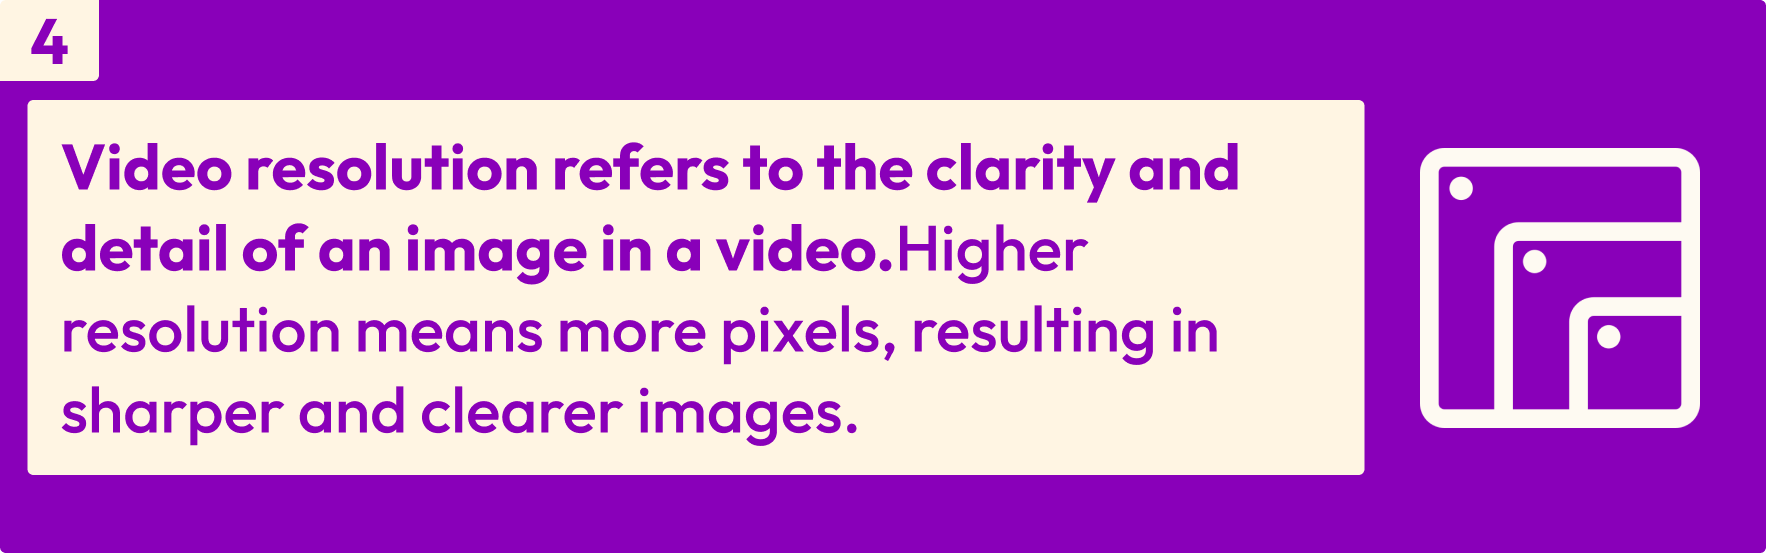 4
Video resolution refers to the clarity and
detail of an image in a video.Higher
resolution means more pixels, resulting in
sharper and clearer images.